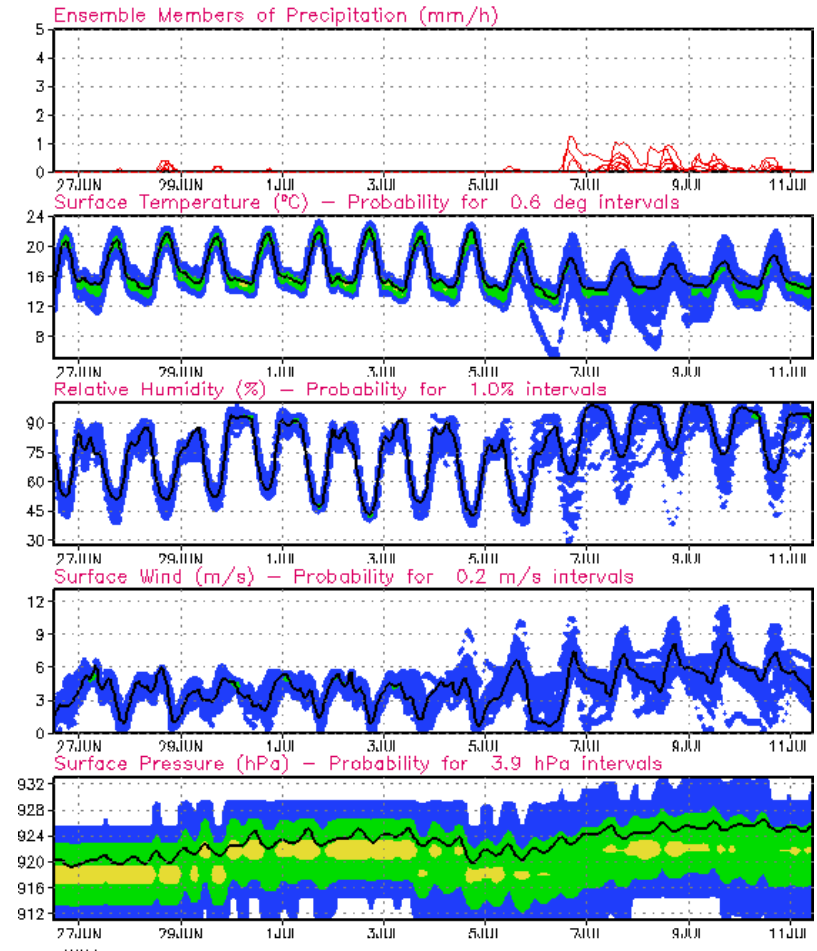 Ensemble Members of Precipitation (mm/h)
5
4
3
2
1
0
27JUN 29JUN 1JUL 3JUL 5JUL 7JUL 9JUL 11JUL
Surface Temperature (°C) – Probability for 0.6 deg intervals
24
20
16
12
8
27JUN 29JUN 1JUL 3JUL 5JUL 7JUL 9JUL 11JUL
Relative Humidity (%) – Probability for 1.0% intervals
90
75
60
45
30
27JUN 29JUN 1JUL 3JUL 5JUL 7JUL 9JUL 11JUL
Surface Wind (m/s) – Probability for 0.2 m/s intervals
12
9
6
3
0
27JUN 29JUN 1JUL 3JUL 5JUL 7JUL 9JUL 11JUL
Surface Pressure (hPa) – Probability for 3.9 hPa intervals
932
928
924
920
916
912
27JUN 29JUN 1JUL 3JUL 5JUL 7JUL 9JUL 11JUL